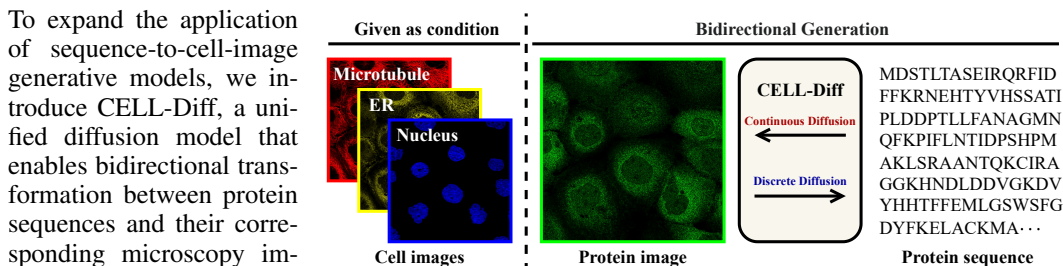 To expand the application
of sequence-to-cell-image
generative models, we in-
troduce CELL-Diff, a uni-
fied diffusion model that
enables bidirectional trans-
formation between protein
sequences and their corre-
sponding microscopy im-
Given as condition
Microtubule
ER
Nucleus
Cell images
Bidirectional Generation
Protein image
CELL-Diff
Continuous Diffusion
Discrete Diffusion
MDSTLTASEIRQRFID
FFKRNEHTYVHSSATI
PLDDPTLLFANAGMN
QFKPIFLNTIDPSHPM
AKLSRAANTQKCIRA
GGKHNDLDDVGKDV
YHHTFFEMLGSWSFG
DYFKELACKMA···
Protein sequence